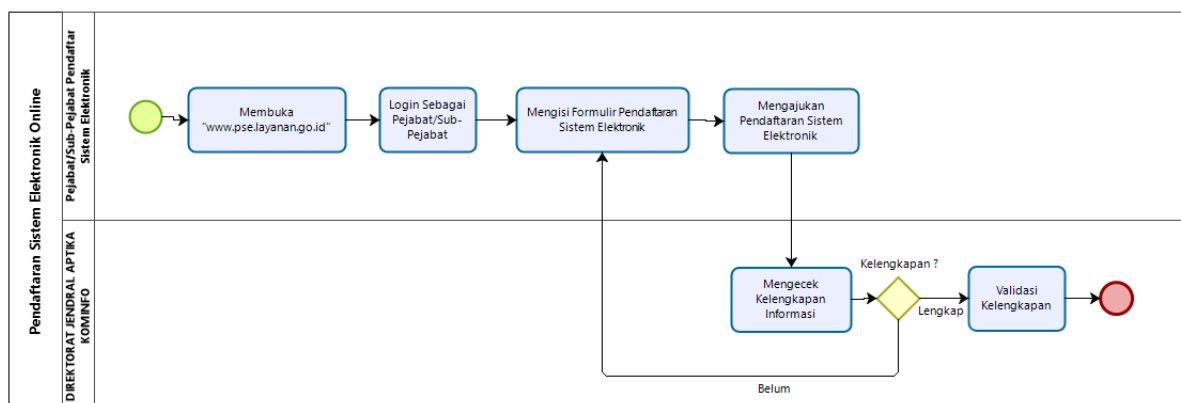 Pendaftaran Sistem Elektronik Online
Pejabat/Sub-Pejabat Pendaftar
Sistem Elektronik
Membuka
"www.pse.layanan.go.id"
Login Sebagai
Pejabat/Sub-
Pejabat
Mengisi Formulir Pendaftaran
Sistem Elektronik
Mengajukan
Pendaftaran Sistem
Elektronik
DIREKTORAT JENDRAL APTIKA
KOMINFO
Mengecek
Kelengkapan
Informasi
Kelengkapan ?
Lengkap
Validasi
Kelengkapan
Belum